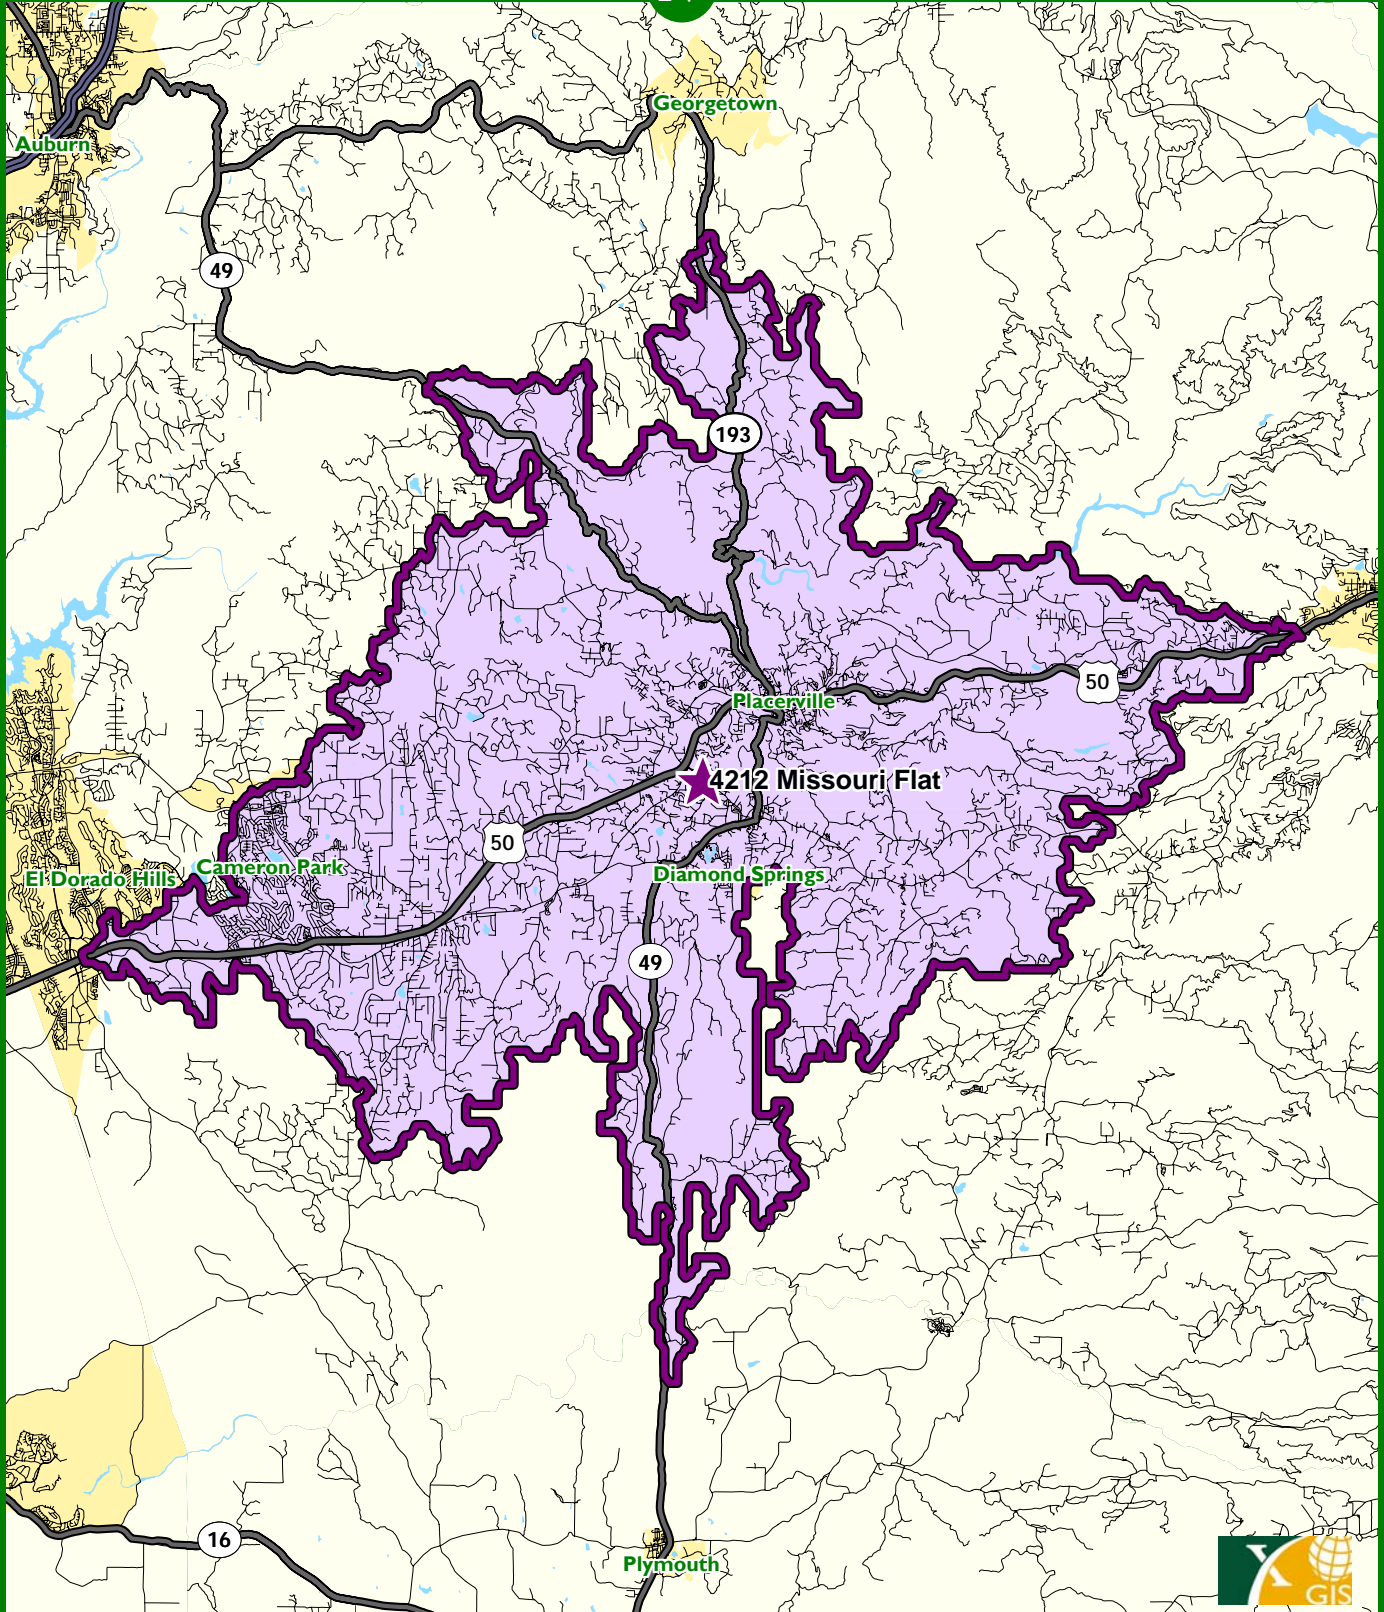 Georgetown
Auburn
49
193
50
Placerville
4212 Missouri Flat
50
Cameron Park
El Dorado Hills
Diamond Springs
49
16
Plymouth
GIS